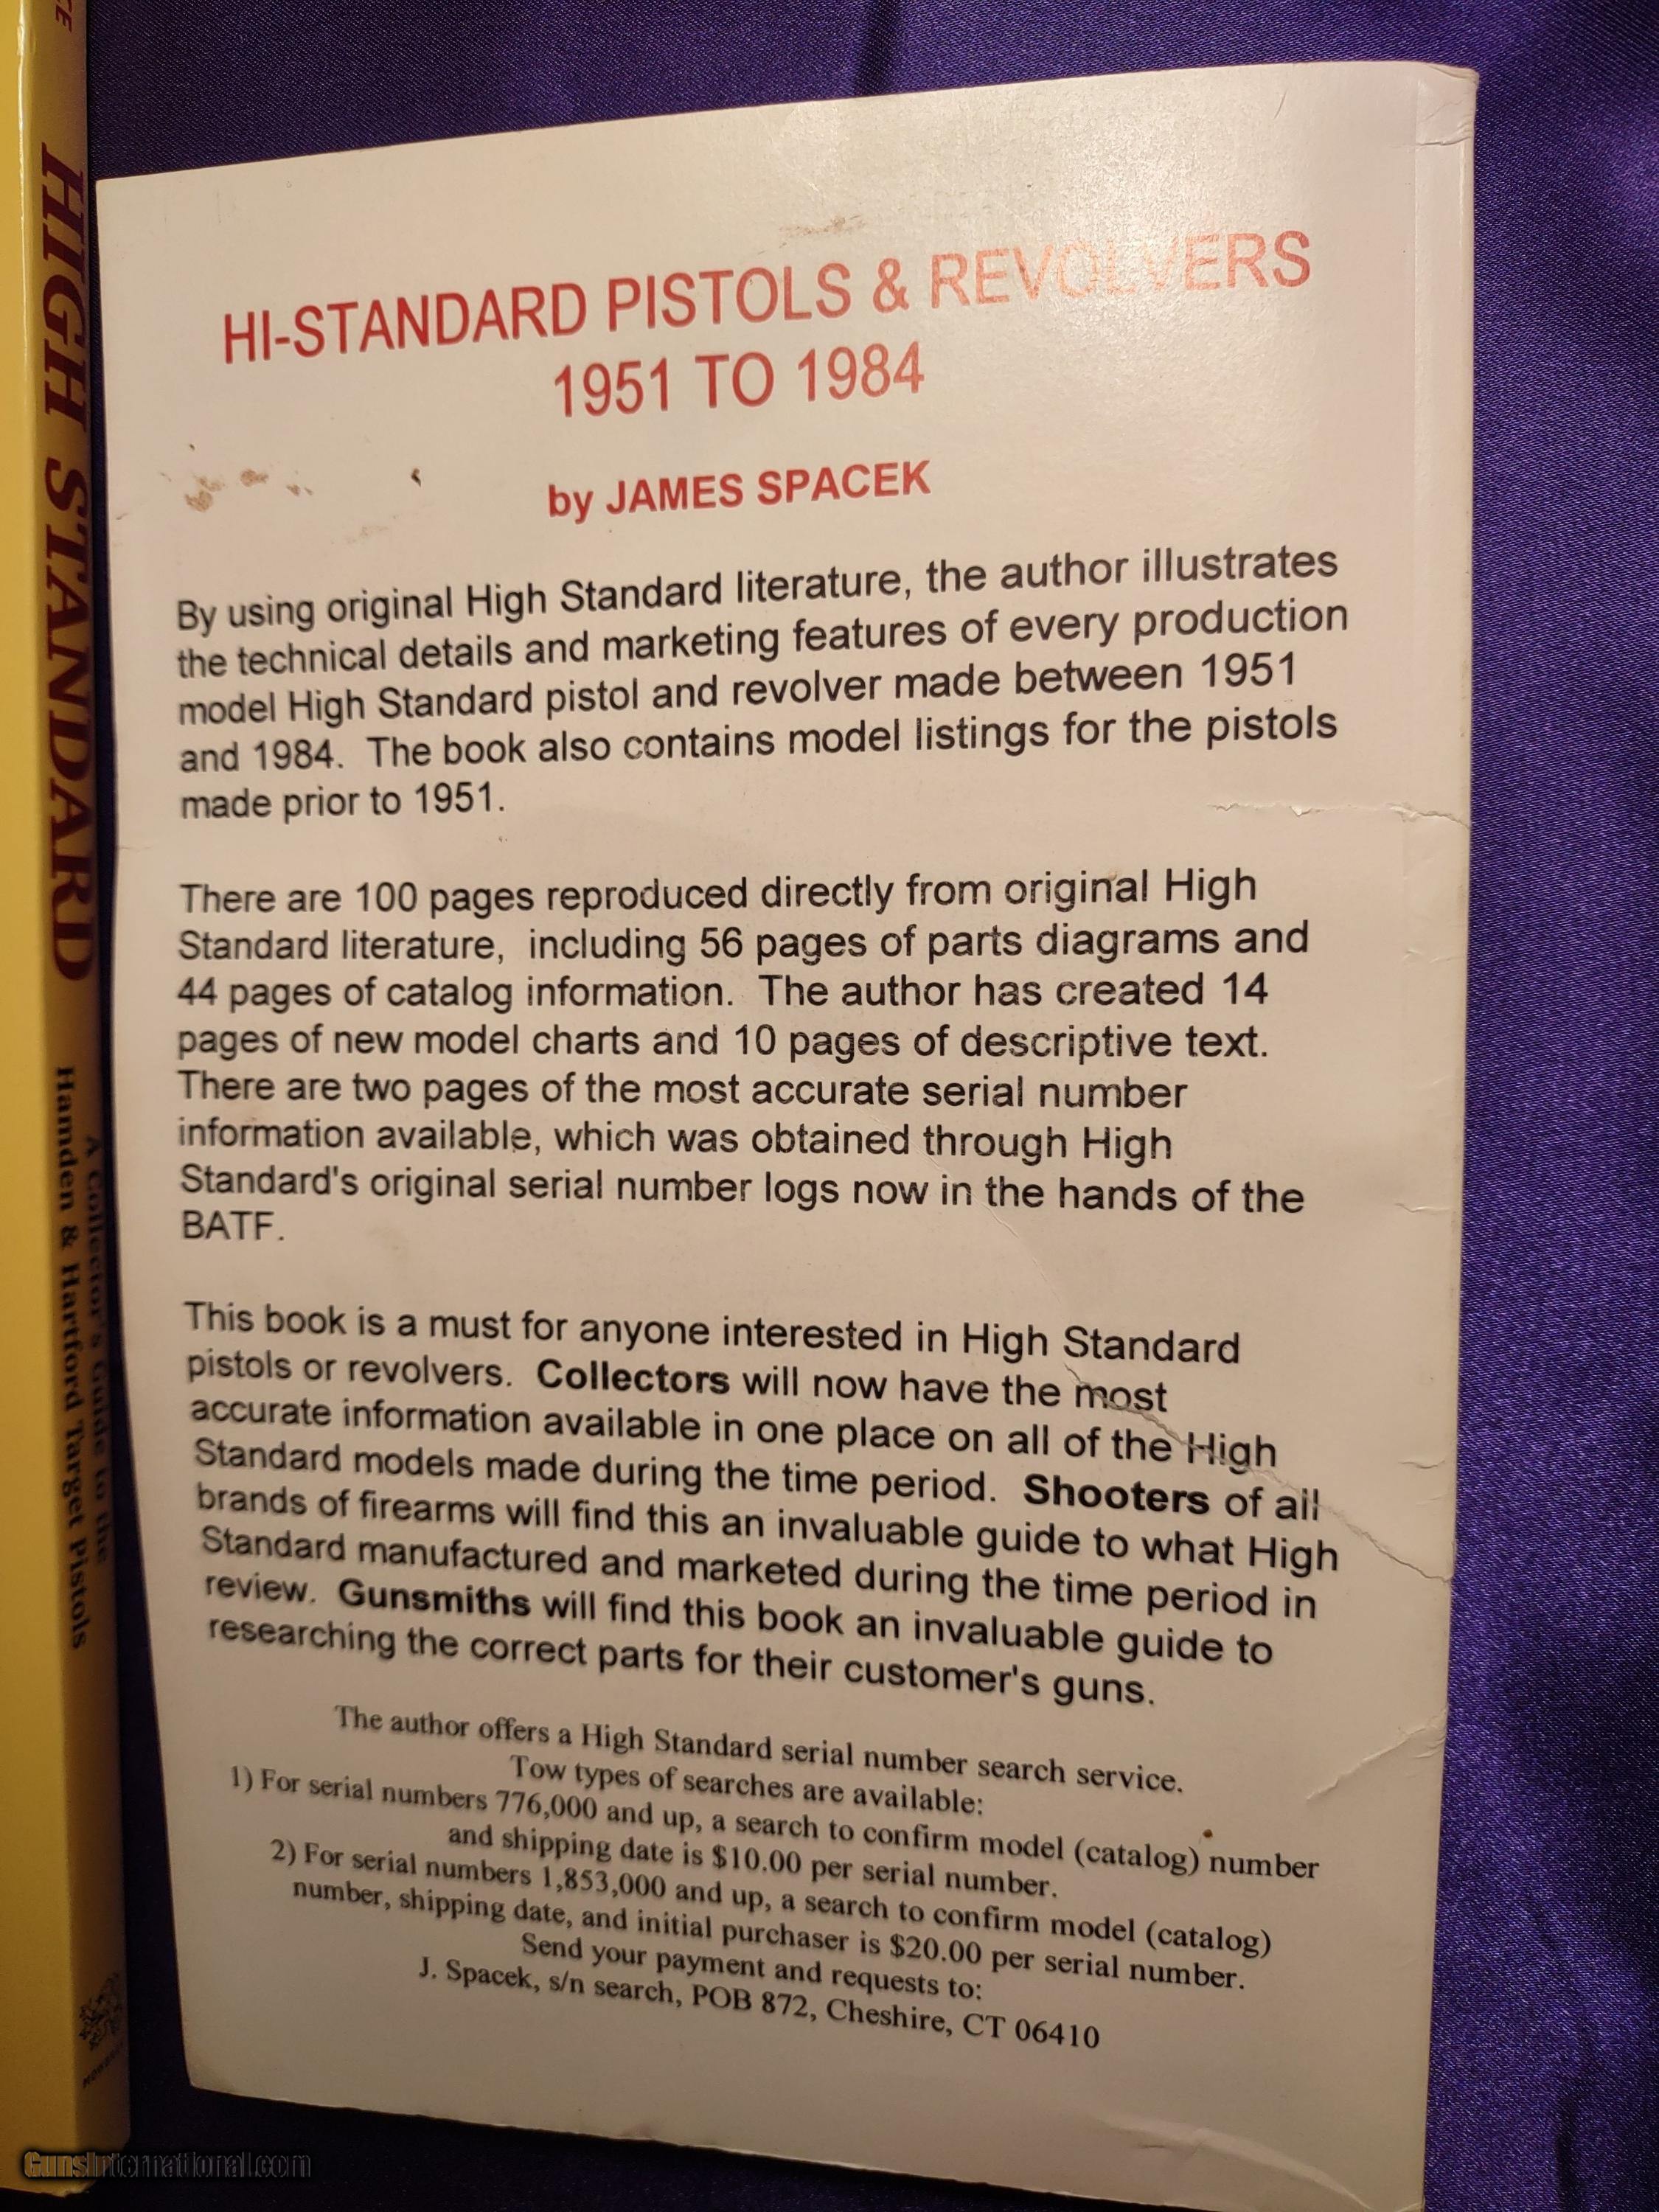 HIGH STANDARD
A Collector's Guide to the
Hamden & Hartford Target Pistols
HI-STANDARD PISTOLS & REVOLVERS
1951 TO 1984
by JAMES SPACEK
By using original High Standard literature, the author illustrates
the technical details and marketing features of every production
model High Standard pistol and revolver made between 1951
and 1984. The book also contains model listings for the pistols
made prior to 1951.
There are 100 pages reproduced directly from original High
Standard literature, including 56 pages of parts diagrams and
44 pages of catalog information. The author has created 14
pages of new model charts and 10 pages of descriptive text.
There are two pages of the most accurate serial number
information available, which was obtained through High
Standard's original serial number logs now in the hands of the
BATF.
This book is a must for anyone interested in High Standard
pistols or revolvers. Collectors will now have the most
accurate information available in one place on all of the High
Standard models made during the time period. Shooters of all
brands of firearms will find this an invaluable guide to what High
Standard manufactured and marketed during the time period in
review. Gunsmiths will find this book an invaluable guide to
researching the correct parts for their customer's guns.
The author offers a High Standard serial number search service.
Tow types of searches are available:
1) For serial numbers 776,000 and up, a search to confirm model (catalog) number
and shipping date is $10.00 per serial number.
2) For serial numbers 1,853,000 and up, a search to confirm model (catalog)
number, shipping date, and initial purchaser is $20.00 per serial number.
Send your payment and requests to:
J. Spacek, s/n search, POB 872, Cheshire, CT 06410
GunsInternational.com